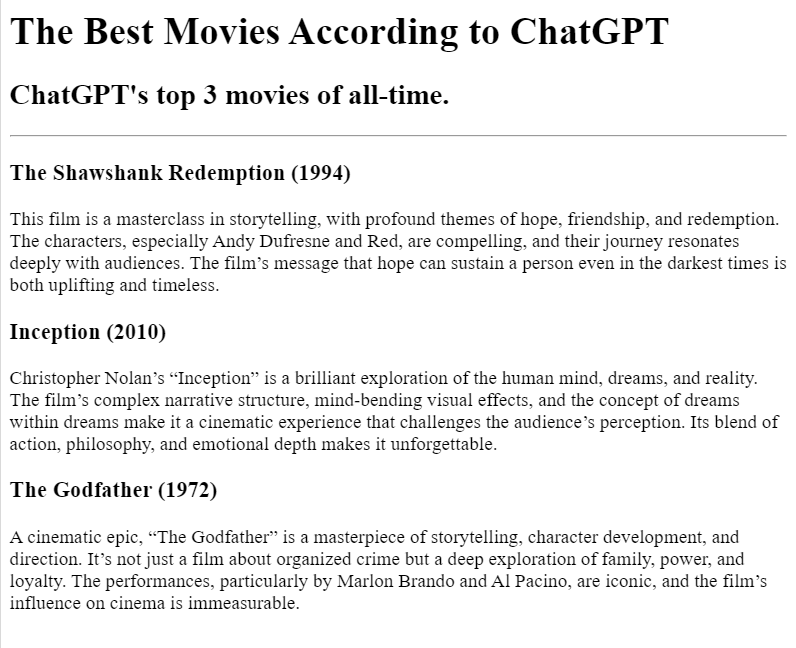 The Best Movies According to ChatGPT
ChatGPT's top 3 movies of all-time.
The Shawshank Redemption (1994)
This film is a masterclass in storytelling, with profound themes of hope, friendship, and redemption.
The characters, especially Andy Dufresne and Red, are compelling, and their journey resonates
deeply with audiences. The film’s message that hope can sustain a person even in the darkest times is
both uplifting and timeless.
Inception (2010)
Christopher Nolan’s “Inception” is a brilliant exploration of the human mind, dreams, and reality.
The film’s complex narrative structure, mind-bending visual effects, and the concept of dreams
within dreams make it a cinematic experience that challenges the audience’s perception. Its blend of
action, philosophy, and emotional depth makes it unforgettable.
The Godfather (1972)
A cinematic epic, “The Godfather” is a masterpiece of storytelling, character development, and
direction. It’s not just a film about organized crime but a deep exploration of family, power, and
loyalty. The performances, particularly by Marlon Brando and Al Pacino, are iconic, and the film’s
influence on cinema is immeasurable.